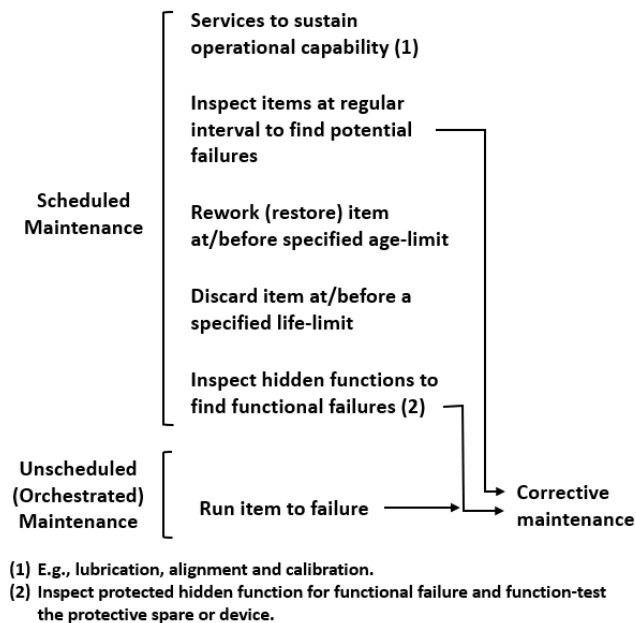 Services to sustain
operational capability (1)
Inspect items at regular
interval to find potential
failures
Scheduled
Maintenance
Rework (restore) item
at/before specified age-limit
Discard item at/before a
specified life-limit
Inspect hidden functions to
find functional failures (2)
Unscheduled
(Orchestrated)
Maintenance
Run item to failure
Corrective
maintenance
(1) E.g., lubrication, alignment and calibration.
(2) Inspect protected hidden function for functional failure and function-test
the protective spare or device.